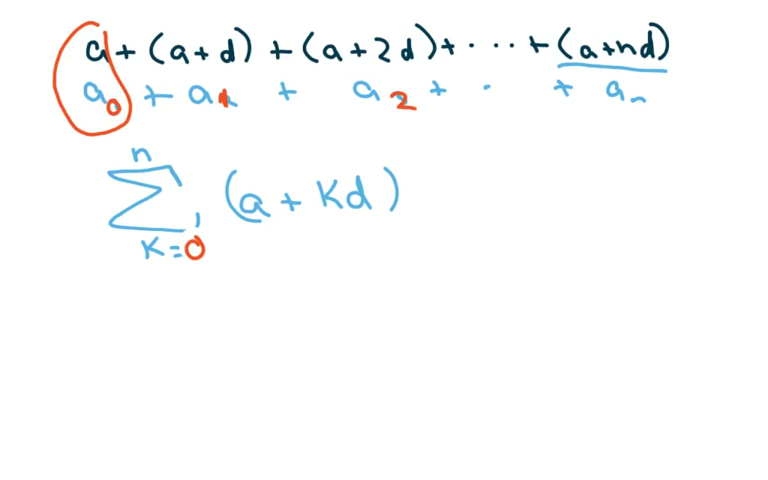 a + (a + d) + (a + 2d) + · · · + (a + nd)
a₀ + a₁ + a₂ + · + aₙ
n
∑ (a + Kd)
K = 0